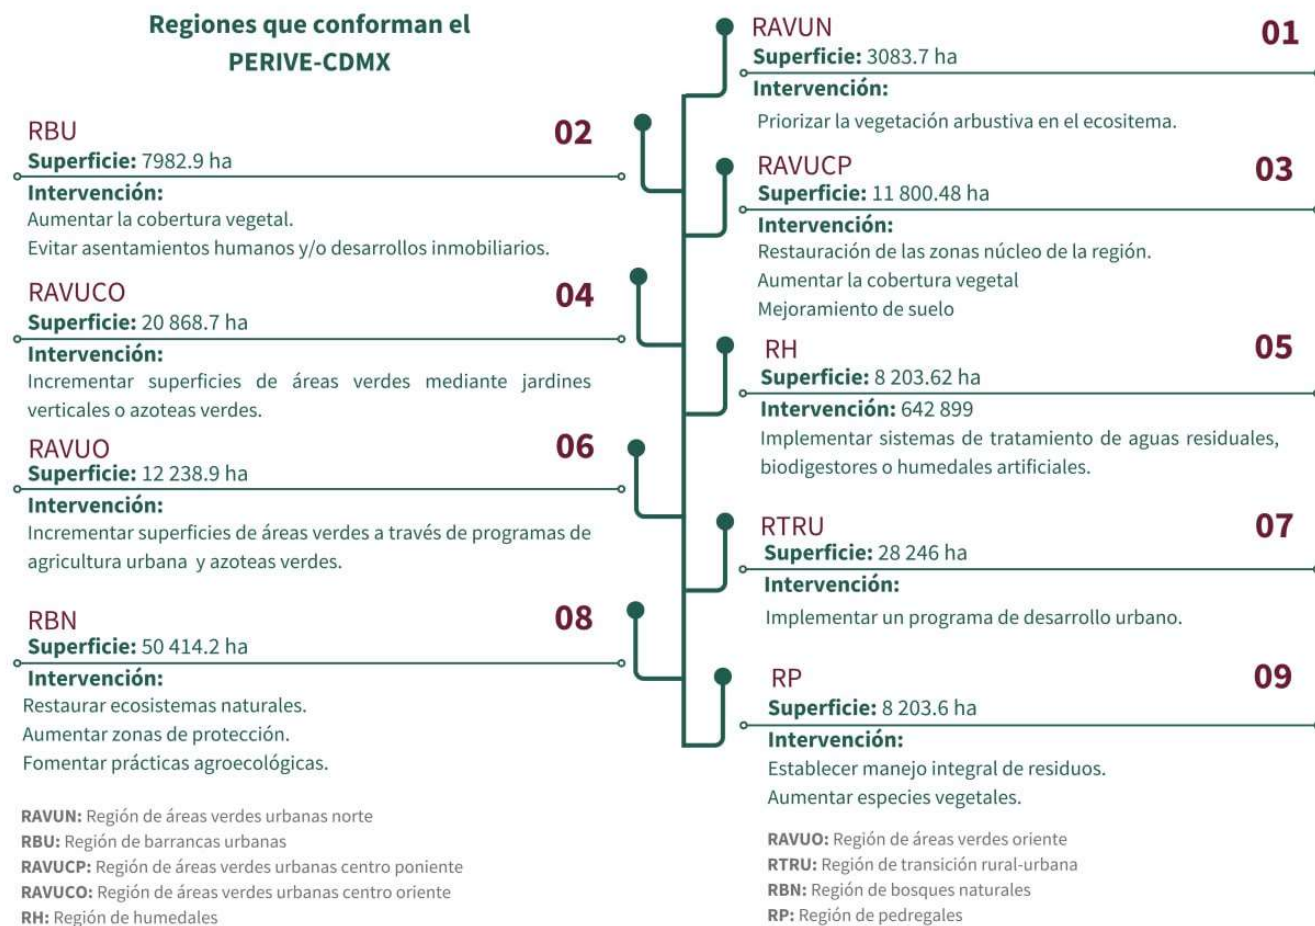 Regiones que conforman el
PERIVE-CDMX
RAVUN
01
Superficie: 3083.7 ha
Intervención:
Priorizar la vegetación arbustiva en el ecositema.
RBU
02
Superficie: 7982.9 ha
Intervención:
Aumentar la cobertura vegetal.
Evitar asentamientos humanos y/o desarrollos inmobiliarios.
RAVUCP
03
Superficie: 11 800.48 ha
Intervención:
Restauración de las zonas núcleo de la región.
Aumentar la cobertura vegetal
Mejoramiento de suelo
RAVUCO
04
Superficie: 20 868.7 ha
Intervención:
Incrementar superficies de áreas verdes mediante jardines
verticales o azoteas verdes.
RH
05
Superficie: 8 203.62 ha
Intervención: 642 899
Implementar sistemas de tratamiento de aguas residuales,
biodigestores o humedales artificiales.
RAVUO
06
Superficie: 12 238.9 ha
Intervención:
Incrementar superficies de áreas verdes a través de programas de
agricultura urbana y azoteas verdes.
RTRU
07
Superficie: 28 246 ha
Intervención:
Implementar un programa de desarrollo urbano.
RBN
08
Superficie: 50 414.2 ha
Intervención:
Restaurar ecosistemas naturales.
Aumentar zonas de protección.
Fomentar prácticas agroecológicas.
RP
09
Superficie: 8 203.6 ha
Intervención:
Establecer manejo integral de residuos.
Aumentar especies vegetales.
RAVUN: Región de áreas verdes urbanas norte
RBU: Región de barrancas urbanas
RAVUCP: Región de áreas verdes urbanas centro poniente
RAVUCO: Región de áreas verdes urbanas centro oriente
RH: Región de humedales
RAVUO: Región de áreas verdes oriente
RTRU: Región de transición rural-urbana
RBN: Región de bosques naturales
RP: Región de pedregales